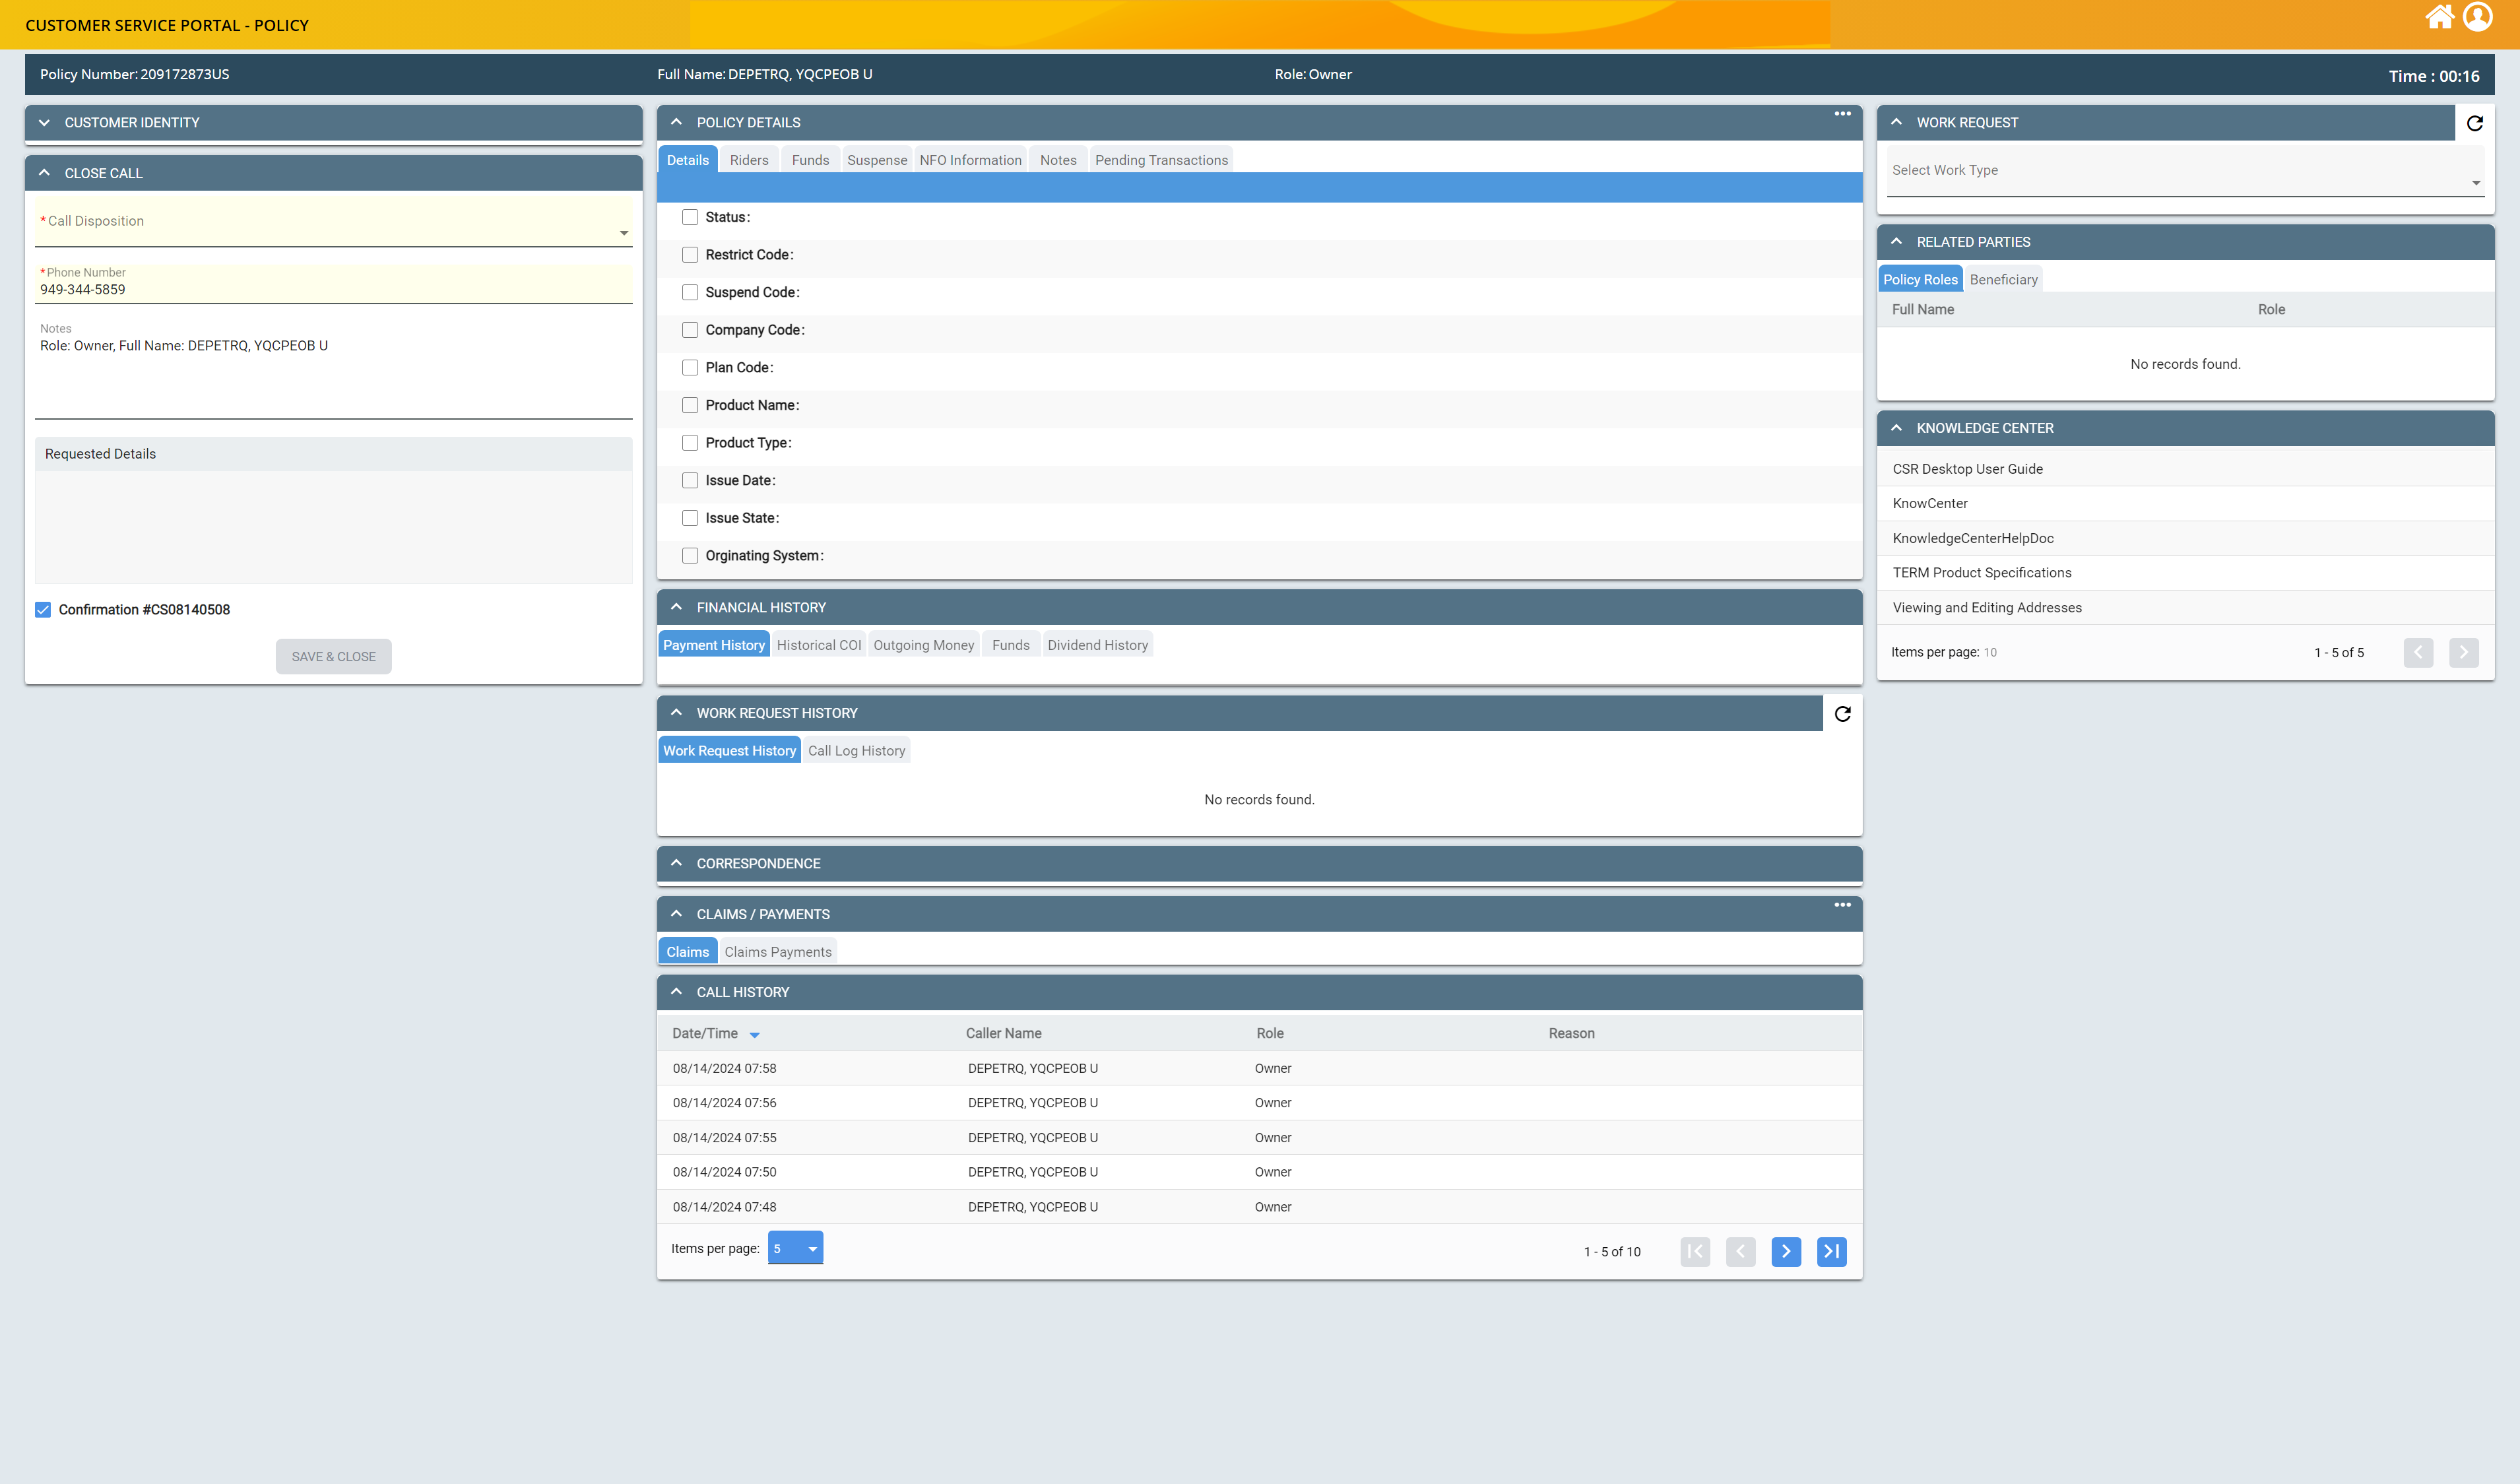 CUSTOMER SERVICE PORTAL - POLICY
Policy Number: 209172873US
Full Name: DEPETRQ, YQCPEOB U
Role: Owner
Time : 00:16
CUSTOMER IDENTITY
CLOSE CALL
*Call Disposition
*Phone Number
949-344-5859
Notes
Role: Owner, Full Name: DEPETRQ, YQCPEOB U
Requested Details
Confirmation #CS08140508
SAVE & CLOSE
POLICY DETAILS
Details Riders Funds Suspense NFO Information Notes Pending Transactions
Status:
Restrict Code:
Suspend Code:
Company Code:
Plan Code:
Product Name:
Product Type:
Issue Date:
Issue State:
Orginating System:
FINANCIAL HISTORY
Payment History Historical COI Outgoing Money Funds Dividend History
WORK REQUEST HISTORY
Work Request History Call Log History
No records found.
CORRESPONDENCE
CLAIMS / PAYMENTS
Claims Claims Payments
CALL HISTORY
Date/Time Caller Name Role Reason
08/14/2024 07:58 DEPETRQ, YQCPEOB U Owner
08/14/2024 07:56 DEPETRQ, YQCPEOB U Owner
08/14/2024 07:55 DEPETRQ, YQCPEOB U Owner
08/14/2024 07:50 DEPETRQ, YQCPEOB U Owner
08/14/2024 07:48 DEPETRQ, YQCPEOB U Owner
Items per page: 5 1 - 5 of 10
WORK REQUEST
Select Work Type
RELATED PARTIES
Policy Roles Beneficiary
Full Name Role
No records found.
KNOWLEDGE CENTER
CSR Desktop User Guide
KnowCenter
KnowledgeCenterHelpDoc
TERM Product Specifications
Viewing and Editing Addresses
Items per page: 10 1 - 5 of 5